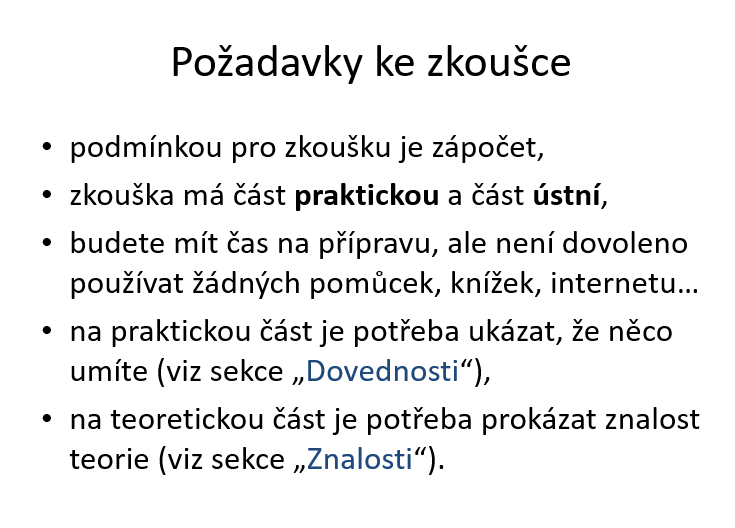 Požadavky ke zkoušce
• podmínkou pro zkoušku je zápočet,
• zkouška má část praktickou a část ústní,
• budete mít čas na přípravu, ale není dovoleno
používat žádných pomůcek, knížek, internetu…
• na praktickou část je potřeba ukázat, že něco
umíte (viz sekce „Dovednosti“),
• na teoretickou část je potřeba prokázat znalost
teorie (viz sekce „Znalosti“).